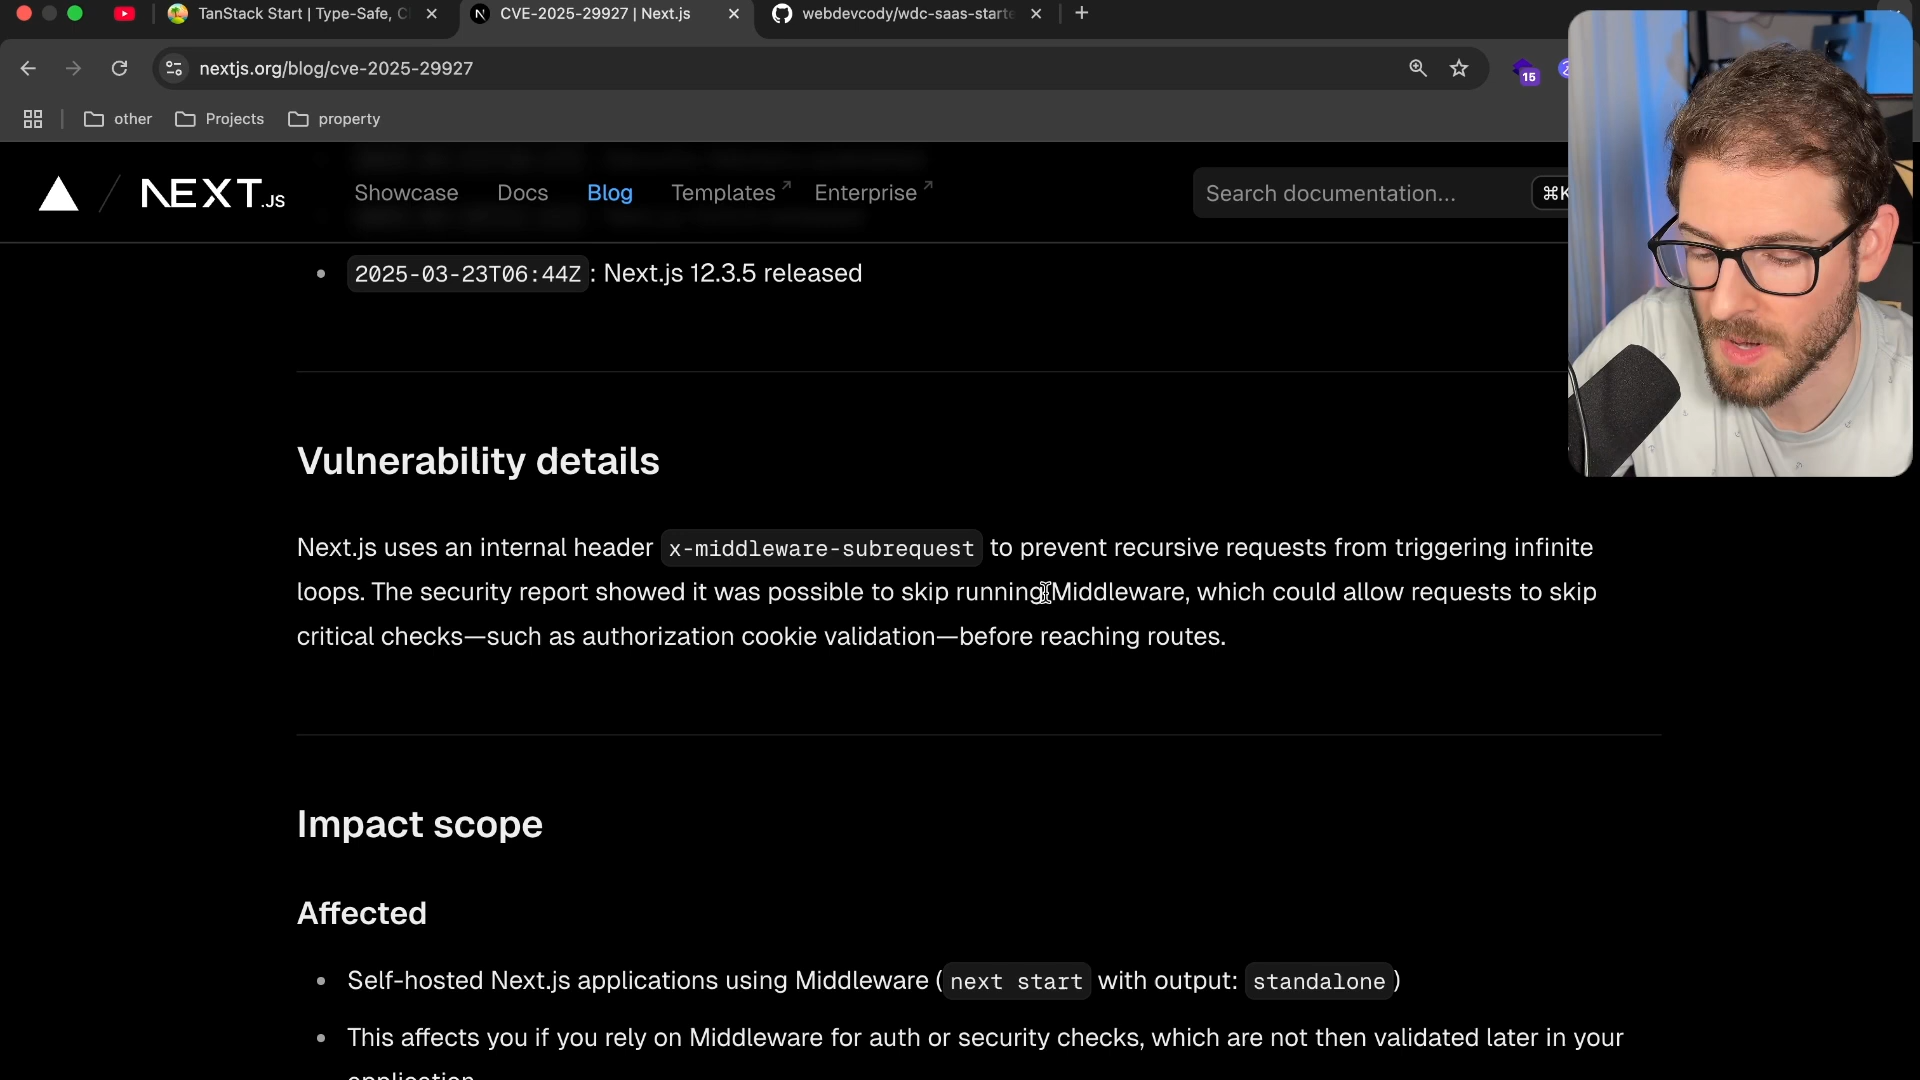 TanStack Start | Type-Safe, C
CVE-2025-29927 | Next.js
webdevcody/wdc-saas-starte
nextjs.org/blog/cve-2025-29927
15
other
Projects
property
NEXT.JS
Showcase
Docs
Blog
Templates
Enterprise
Search documentation...
⌘K
2025-03-23T06:44Z: Next.js 12.3.5 released
Vulnerability details
Next.js uses an internal header x-middleware-subrequest to prevent recursive requests from triggering infinite
loops. The security report showed it was possible to skip running Middleware, which could allow requests to skip
critical checks—such as authorization cookie validation—before reaching routes.
Impact scope
Affected
Self-hosted Next.js applications using Middleware (next start with output: standalone)
This affects you if you rely on Middleware for auth or security checks, which are not then validated later in your
application